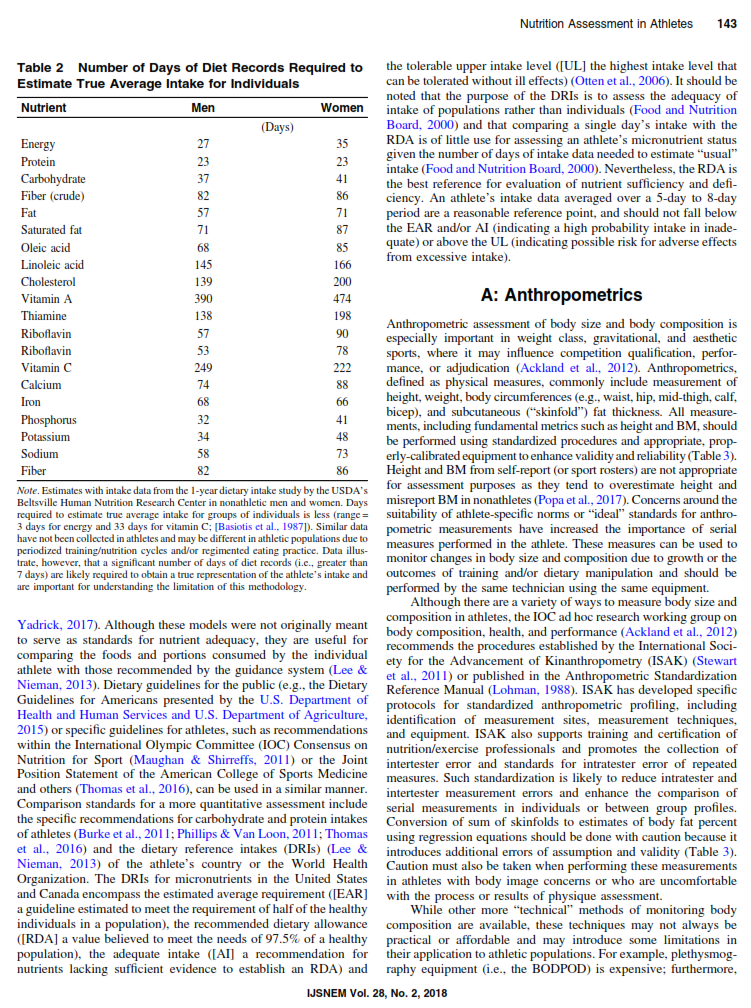 Nutrition Assessment in Athletes 143
Table 2 Number of Days of Diet Records Required to
Estimate True Average Intake for Individuals
Nutrient Men Women
(Days)
Energy 27 35
Protein 23 23
Carbohydrate 37 41
Fiber (crude) 82 86
Fat 57 71
Saturated fat 71 87
Oleic acid 68 85
Linoleic acid 145 166
Cholesterol 139 200
Vitamin A 390 474
Thiamine 138 198
Riboflavin 57 90
Riboflavin 53 78
Vitamin C 249 222
Calcium 74 88
Iron 68 66
Phosphorus 32 41
Potassium 34 48
Sodium 58 73
Fiber 82 86
Note. Estimates with intake data from the 1-year dietary intake study by the USDA's
Beltsville Human Nutrition Research Center in nonathletic men and women. Days
required to estimate true average intake for groups of individuals is less (range =
3 days for energy and 33 days for vitamin C; [Basiotis et al., 1987]). Similar data
have not been collected in athletes and may be different in athletic populations due to
periodized training/nutrition cycles and/or regimented eating practice. Data illus-
trate, however, that a significant number of days of diet records (i.e., greater than
7 days) are likely required to obtain a true representation of the athlete's intake and
are important for understanding the limitation of this methodology.
Yadrick, 2017). Although these models were not originally meant
to serve as standards for nutrient adequacy, they are useful for
comparing the foods and portions consumed by the individual
athlete with those recommended by the guidance system (Lee &
Nieman, 2013). Dietary guidelines for the public (e.g., the Dietary
Guidelines for Americans presented by the U.S. Department of
Health and Human Services and U.S. Department of Agriculture,
2015) or specific guidelines for athletes, such as recommendations
within the International Olympic Committee (IOC) Consensus on
Nutrition for Sport (Maughan & Shirreffs, 2011) or the Joint
Position Statement of the American College of Sports Medicine
and others (Thomas et al., 2016), can be used in a similar manner.
Comparison standards for a more quantitative assessment include
the specific recommendations for carbohydrate and protein intakes
of athletes (Burke et al., 2011; Phillips & Van Loon, 2011; Thomas
et al., 2016) and the dietary reference intakes (DRIs) (Lee &
Nieman, 2013) of the athlete's country or the World Health
Organization. The DRIs for micronutrients in the United States
and Canada encompass the estimated average requirement ([EAR]
a guideline estimated to meet the requirement of half of the healthy
individuals in a population), the recommended dietary allowance
([RDA] a value believed to meet the needs of 97.5% of a healthy
population), the adequate intake ([AI] a recommendation for
nutrients lacking sufficient evidence to establish an RDA) and
the tolerable upper intake level ([UL] the highest intake level that
can be tolerated without ill effects) (Otten et al., 2006). It should be
noted that the purpose of the DRIs is to assess the adequacy of
intake of populations rather than individuals (Food and Nutrition
Board, 2000) and that comparing a single day's intake with the
RDA is of little use for assessing an athlete's micronutrient status
given the number of days of intake data needed to estimate "usual"
intake (Food and Nutrition Board, 2000). Nevertheless, the RDA is
the best reference for evaluation of nutrient sufficiency and defi-
ciency. An athlete's intake data averaged over a 5-day to 8-day
period are a reasonable reference point, and should not fall below
the EAR and/or AI (indicating a high probability intake in inade-
quate) or above the UL (indicating possible risk for adverse effects
from excessive intake).
A: Anthropometrics
Anthropometric assessment of body size and body composition is
especially important in weight class, gravitational, and aesthetic
sports, where it may influence competition qualification, perfor-
mance, or adjudication (Ackland et al., 2012). Anthropometrics,
defined as physical measures, commonly include measurement of
height, weight, body circumferences (e.g., waist, hip, mid-thigh, calf,
bicep), and subcutaneous ("skinfold") fat thickness. All measure-
ments, including fundamental metrics such as height and BM, should
be performed using standardized procedures and appropriate, prop-
erly-calibrated equipment to enhance validity and reliability (Table 3).
Height and BM from self-report (or sport rosters) are not appropriate
for assessment purposes as they tend to overestimate height and
misreport BM in nonathletes (Popa et al., 2017). Concerns around the
suitability of athlete-specific norms or "ideal" standards for anthro-
pometric measurements have increased the importance of serial
measures performed in the athlete. These measures can be used to
monitor changes in body size and composition due to growth or the
outcomes of training and/or dietary manipulation and should be
performed by the same technician using the same equipment.
Although there are a variety of ways to measure body size and
composition in athletes, the IOC ad hoc research working group on
body composition, health, and performance (Ackland et al., 2012)
recommends the procedures established by the International Soci-
ety for the Advancement of Kinanthropometry (ISAK) (Stewart
et al., 2011) or published in the Anthropometric Standardization
Reference Manual (Lohman, 1988). ISAK has developed specific
protocols for standardized anthropometric profiling, including
identification of measurement sites, measurement techniques,
and equipment. ISAK also supports training and certification of
nutrition/exercise professionals and promotes the collection of
intertester error and standards for intratester error of repeated
measures. Such standardization is likely to reduce intratester and
intertester measurement errors and enhance the comparison of
serial measurements in individuals or between group profiles.
Conversion of sum of skinfolds to estimates of body fat percent
using regression equations should be done with caution because it
introduces additional errors of assumption and validity (Table 3).
Caution must also be taken when performing these measurements
in athletes with body image concerns or who are uncomfortable
with the process or results of physique assessment.
While other more "technical" methods of monitoring body
composition are available, these techniques may not always be
practical or affordable and may introduce some limitations in
their application to athletic populations. For example, plethysmog-
raphy equipment (i.e., the BODPOD) is expensive; furthermore,
IJSNEM Vol. 28, No. 2, 2018